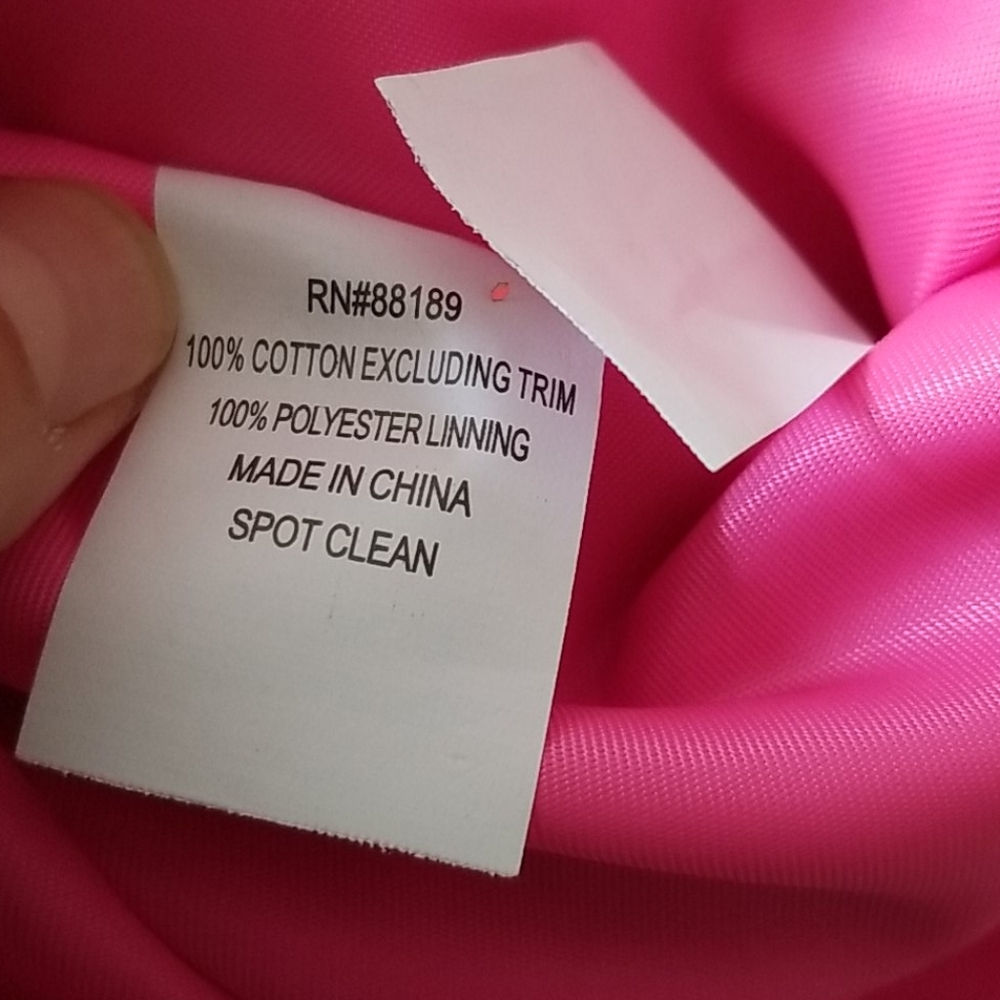 RN#88189
100% COTTON EXCLUDING TRIM
100% POLYESTER LINNING
MADE IN CHINA
SPOT CLEAN